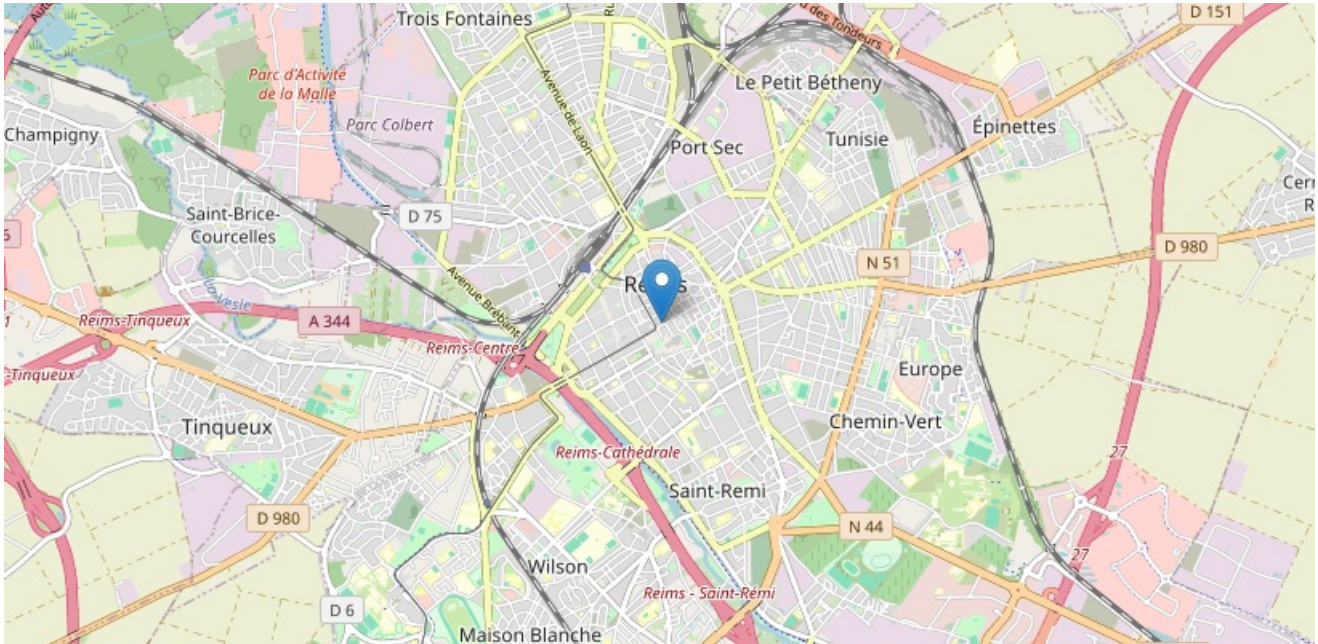 Trois Fontaines
D 151
des Tondeurs
Parc d'Activité
de la Malle
Avenue de Laon
Le Petit Bétheny
Champigny
Parc Colbert
Port Sec
Tunisie
Épinettes
Saint-Brice-
Courcelles
D 75
N 51
D 980
La Vesle
Avenue Brébant
Reims-Tinqueux
A 344
Reims-Centre
Tinqueux
Europe
Tinqueux
Chemin-Vert
Reims-Cathédrale
27
Saint-Remi
D 980
N 44
27
Wilson
Reims - Saint-Remi
D 6
Maison Blanche